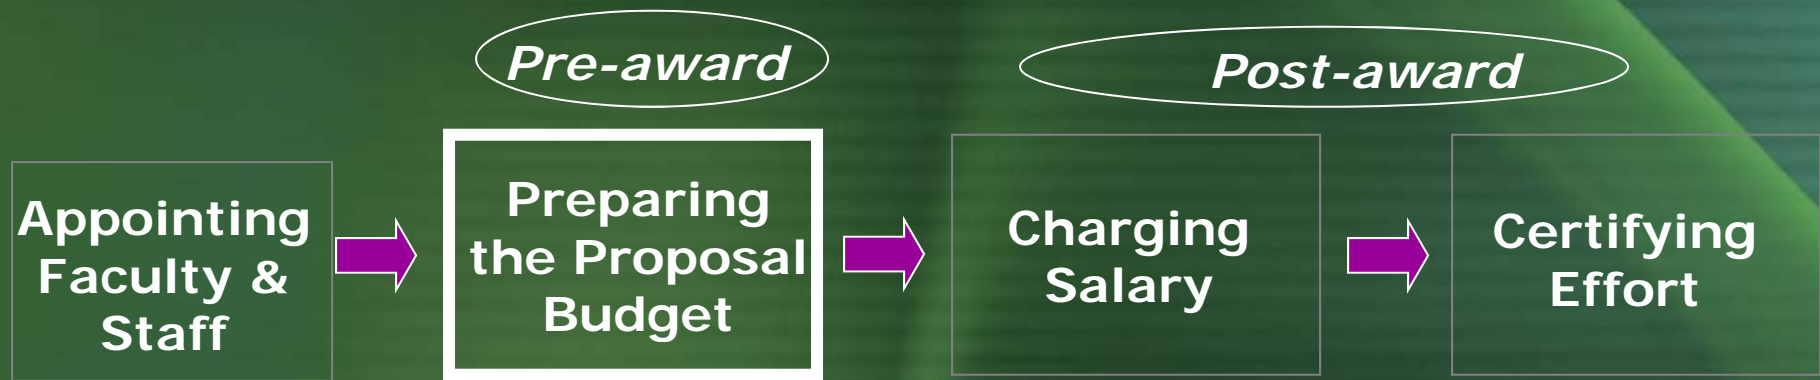 Pre-award
Post-award
Appointing
Faculty &
Staff
Preparing
the Proposal
Budget
Charging
Salary
Certifying
Effort